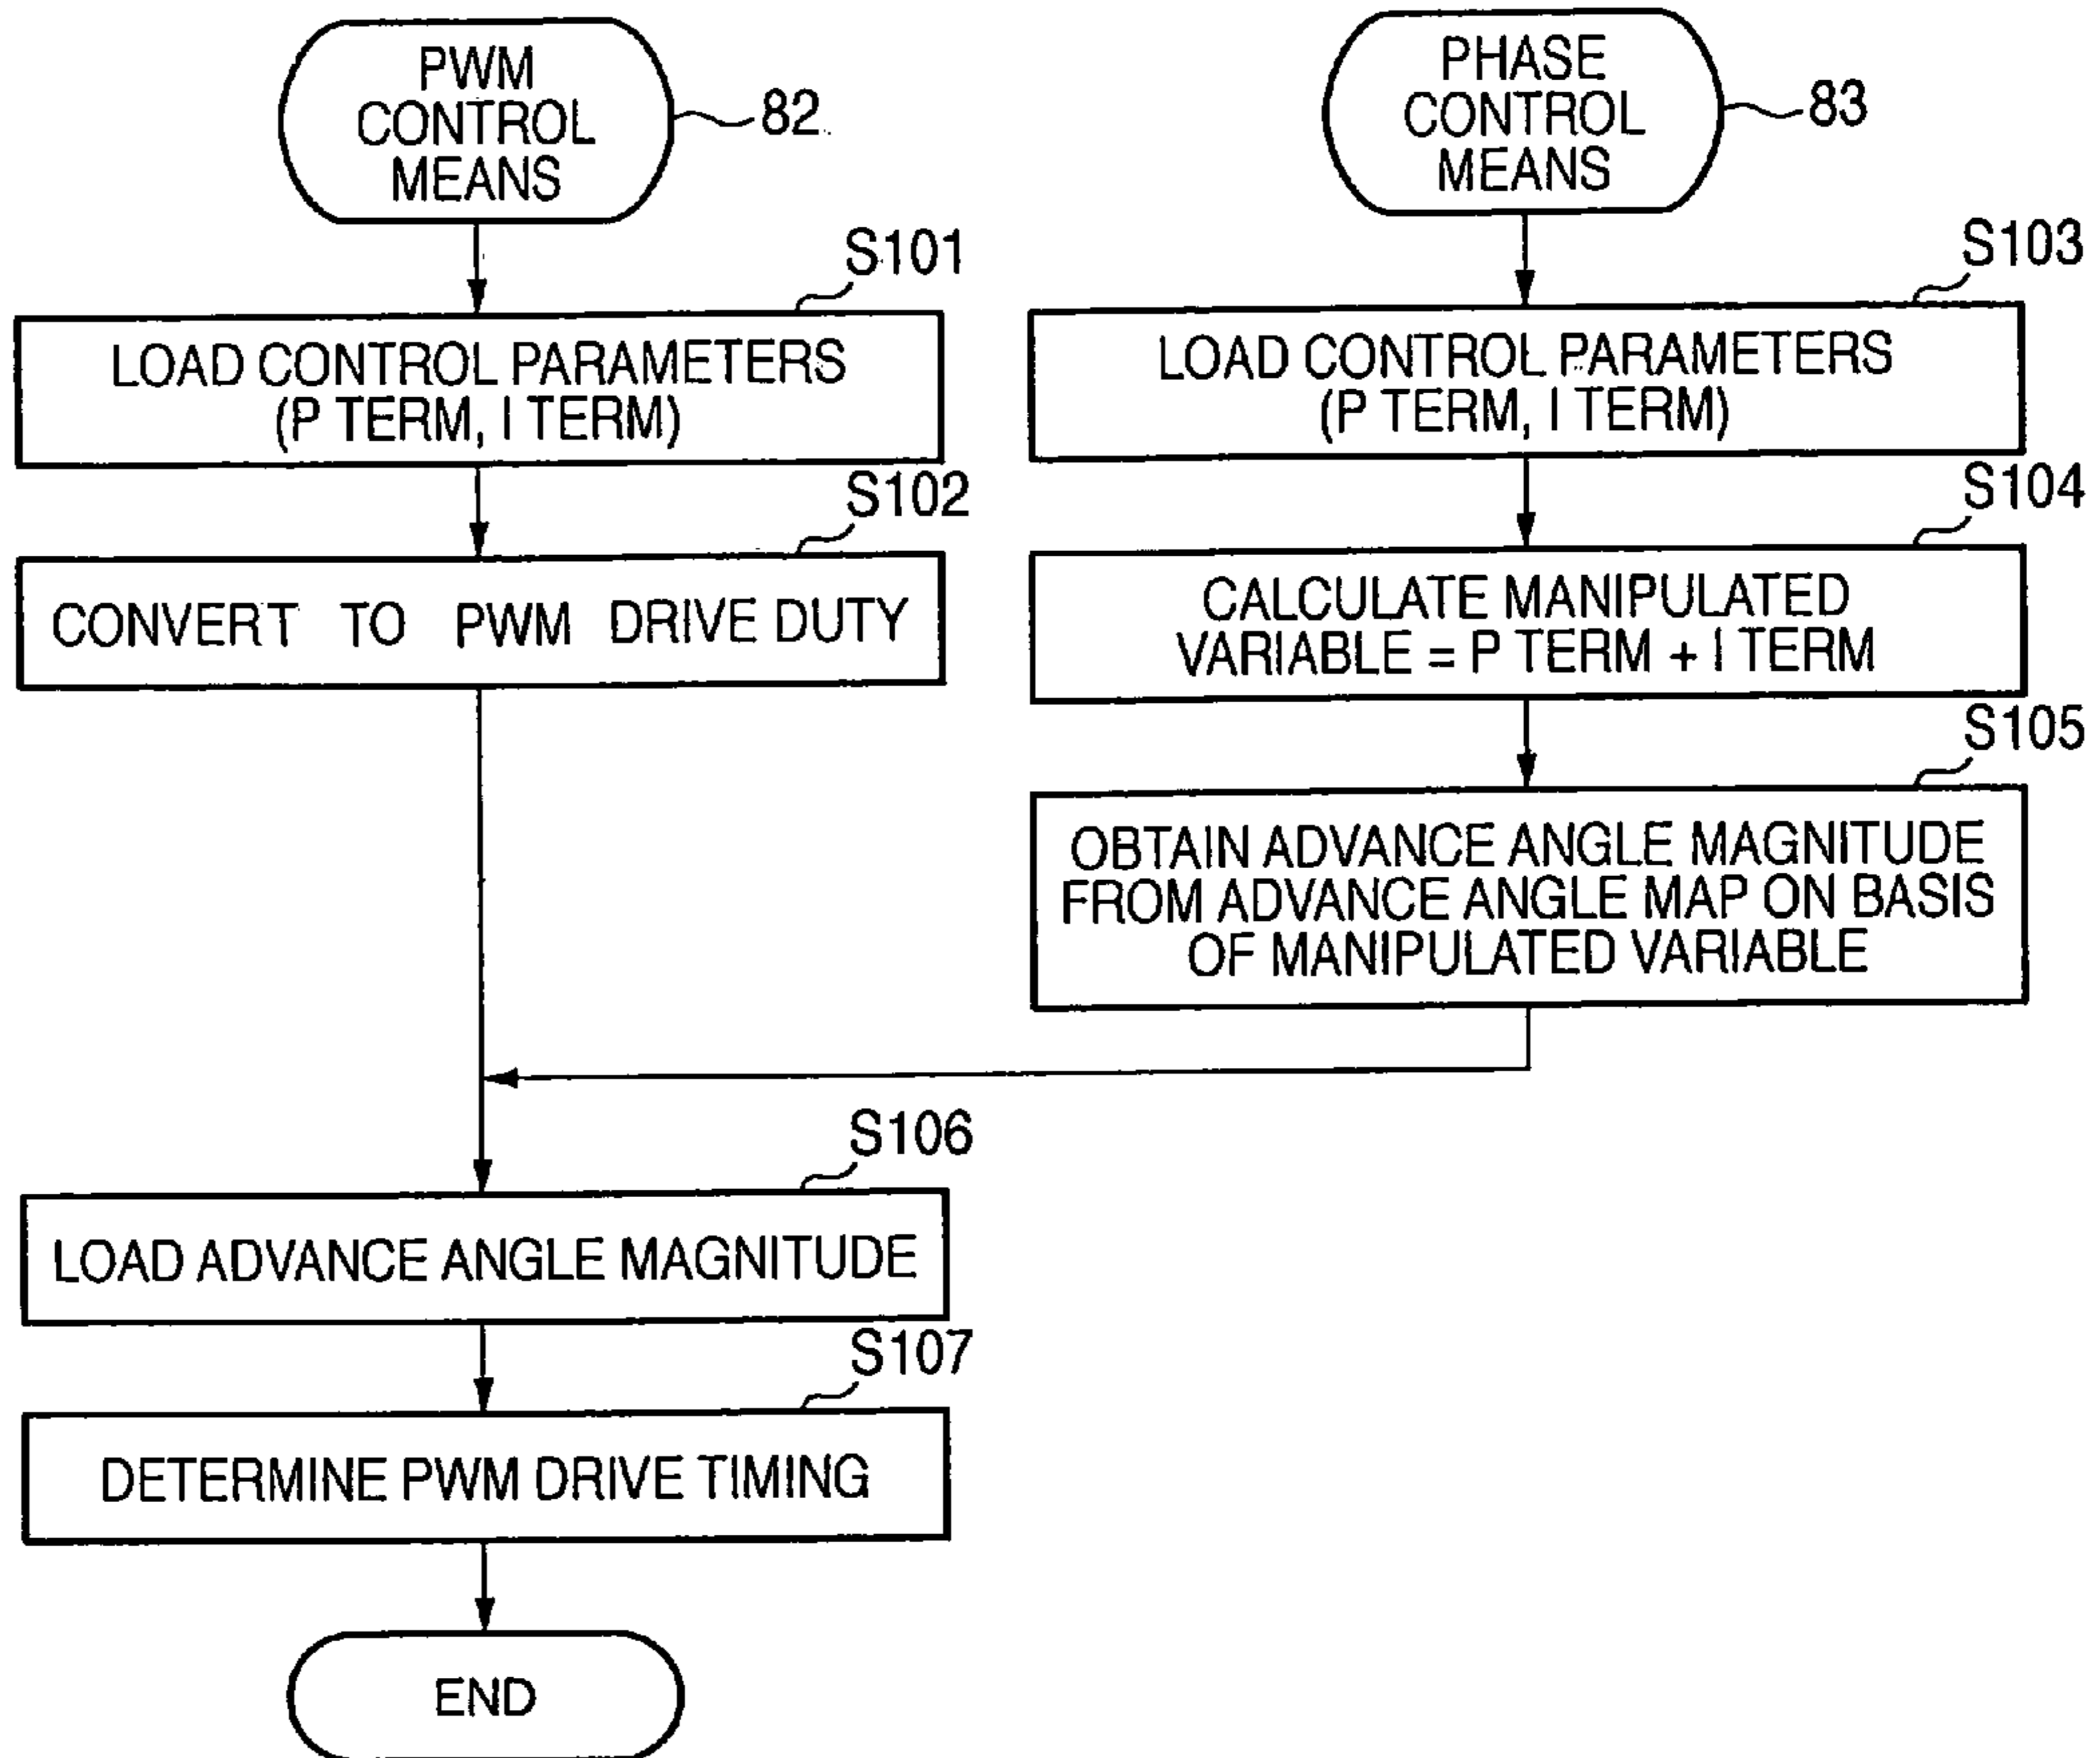 PWM
CONTROL
MEANS
82
S101
LOAD CONTROL PARAMETERS
(P TERM, I TERM)
S102
CONVERT TO PWM DRIVE DUTY
PHASE
CONTROL
MEANS
83
S103
LOAD CONTROL PARAMETERS
(P TERM, I TERM)
S104
CALCULATE MANIPULATED
VARIABLE = P TERM + I TERM
S105
OBTAIN ADVANCE ANGLE MAGNITUDE
FROM ADVANCE ANGLE MAP ON BASIS
OF MANIPULATED VARIABLE
S106
LOAD ADVANCE ANGLE MAGNITUDE
S107
DETERMINE PWM DRIVE TIMING
END